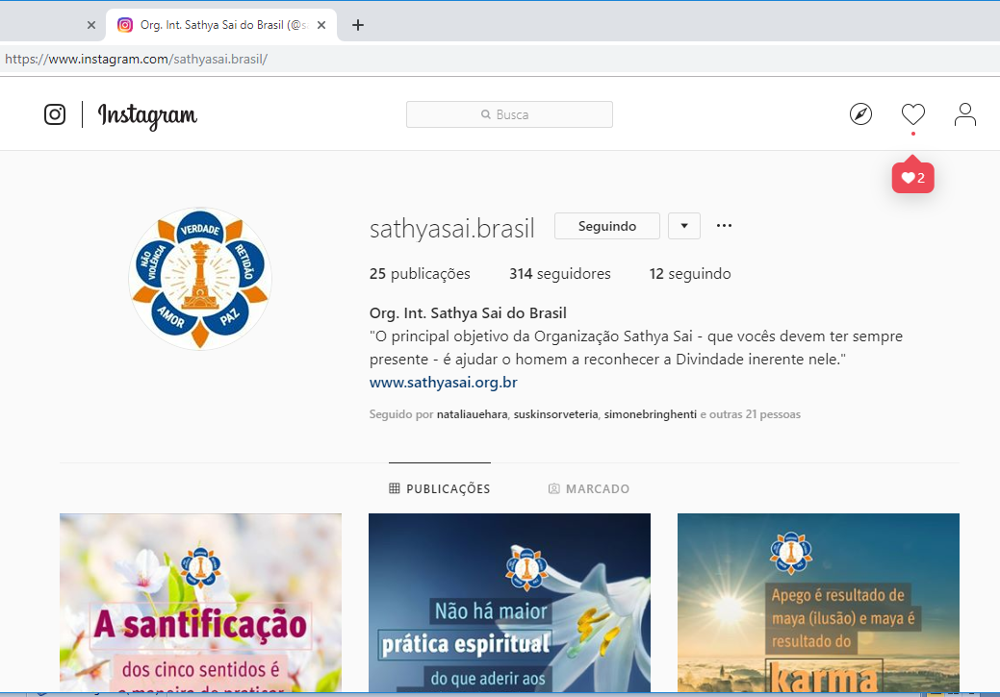 Org. Int. Sathya Sai do Brasil (@s
https://www.instagram.com/sathyasai.brasil/
Instagram
Busca
2
VERDADE
NÃO VIOLÊNCIA
RETIDÃO
AMOR
PAZ
sathyasai.brasil
Seguindo
25 publicações 314 seguidores 12 seguindo
Org. Int. Sathya Sai do Brasil
"O principal objetivo da Organização Sathya Sai - que vocês devem ter sempre
presente - é ajudar o homem a reconhecer a Divindade inerente nele."
www.sathyasai.org.br
Seguido por nataliauehara, suskinsorveteria, simonebringhenti e outras 21 pessoas
PUBLICAÇÕES
MARCADO
A santificação
dos cinco sentidos é
a maneira de praticar
Não há maior
prática espiritual
do que aderir aos
Apego é resultado de
maya (ilusão) e maya é
resultado do
karma